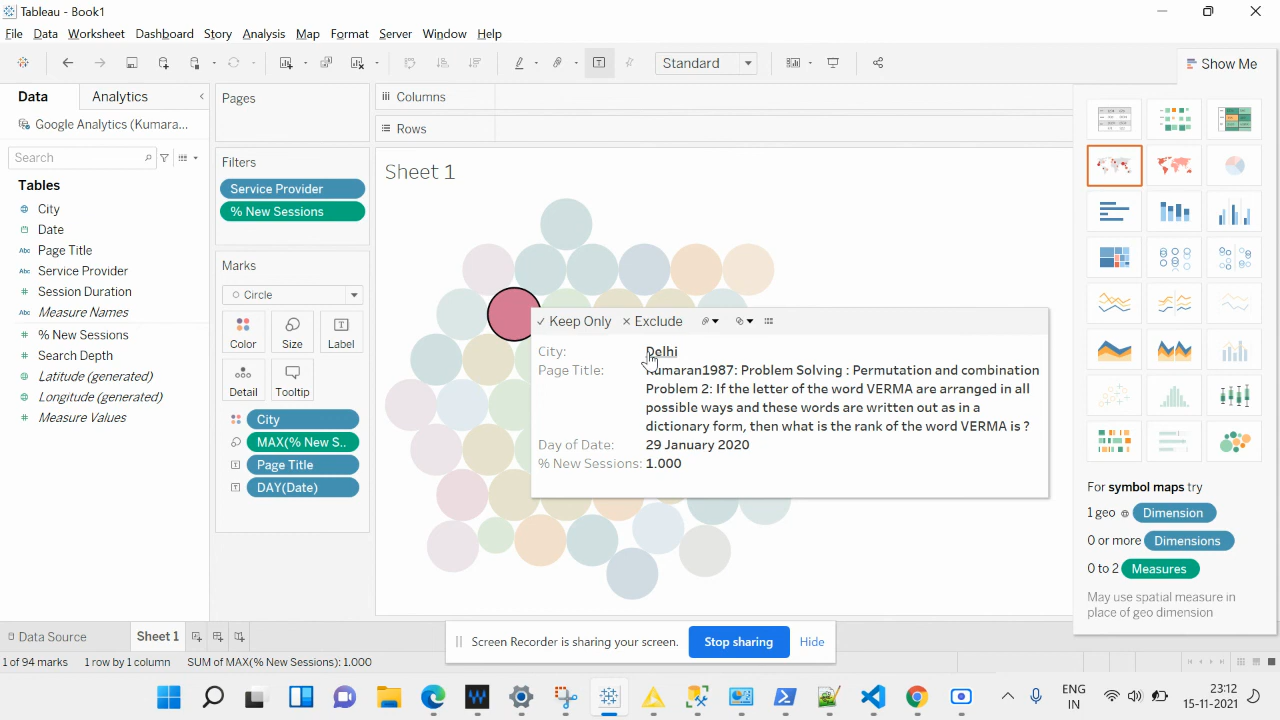 Tableau - Book1
File Data Worksheet Dashboard Story Analysis Map Format Server Window Help
Standard
Show Me
Data
Analytics
Pages
Columns
Rows
Google Analytics (Kumara...
Search
Filters
Service Provider
% New Sessions
Sheet 1
Tables
City
Abc
Date
Abc Page Title
Abc Service Provider
Session Duration
Abc Measure Names
% New Sessions
Search Depth
Latitude (generated)
Longitude (generated)
Measure Values
Marks
Circle
Color
Size
Label
Detail
Tooltip
City
MAX(% New S..
Page Title
DAY(Date)
Keep Only
Exclude
City: Delhi
Page Title: Kumaran1987: Problem Solving : Permutation and combination
Problem 2: If the letter of the word VERMA are arranged in all
possible ways and these words are written out as in a
dictionary form, then what is the rank of the word VERMA is ?
Day of Date: 29 January 2020
% New Sessions: 1.000
For symbol maps try
1 geo Dimension
0 or more Dimensions
0 to 2 Measures
May use spatial measure in
place of geo dimension
Data Source
Sheet 1
Screen Recorder is sharing your screen.
Stop sharing
Hide
1 of 94 marks
1 row by 1 column
SUM of MAX(% New Sessions): 1.000
ENG
IN
23:12
15-11-2021